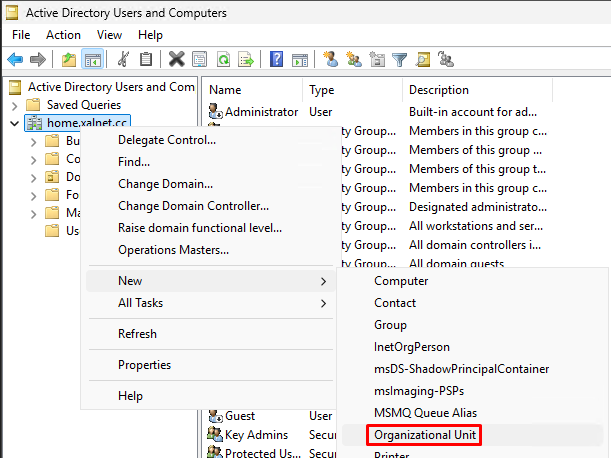 Active Directory Users and Computers
File Action View Help
Active Directory Users and Com
Saved Queries
home.xalnet.cc
Bu
Co
Do
Fo
Ma
Us
Name Type Description
Administrator User Built-in account for ad...
ty Group... Members in this group c...
ty Group... Members of this group ...
ty Group... Members of this group t...
ty Group... Members in this group c...
ty Group... Designated administrato...
ty Group... All workstations and ser...
ty Group... All domain controllers i...
ty Group... All domain guests
Delegate Control...
Find...
Change Domain...
Change Domain Controller...
Raise domain functional level...
Operations Masters...
New
All Tasks
Refresh
Properties
Help
Computer
Contact
Group
InetOrgPerson
msDS-ShadowPrincipalContainer
msImaging-PSPs
MSMQ Queue Alias
Organizational Unit
Printer
Guest User
Key Admins Secu
Protected Us... Secu